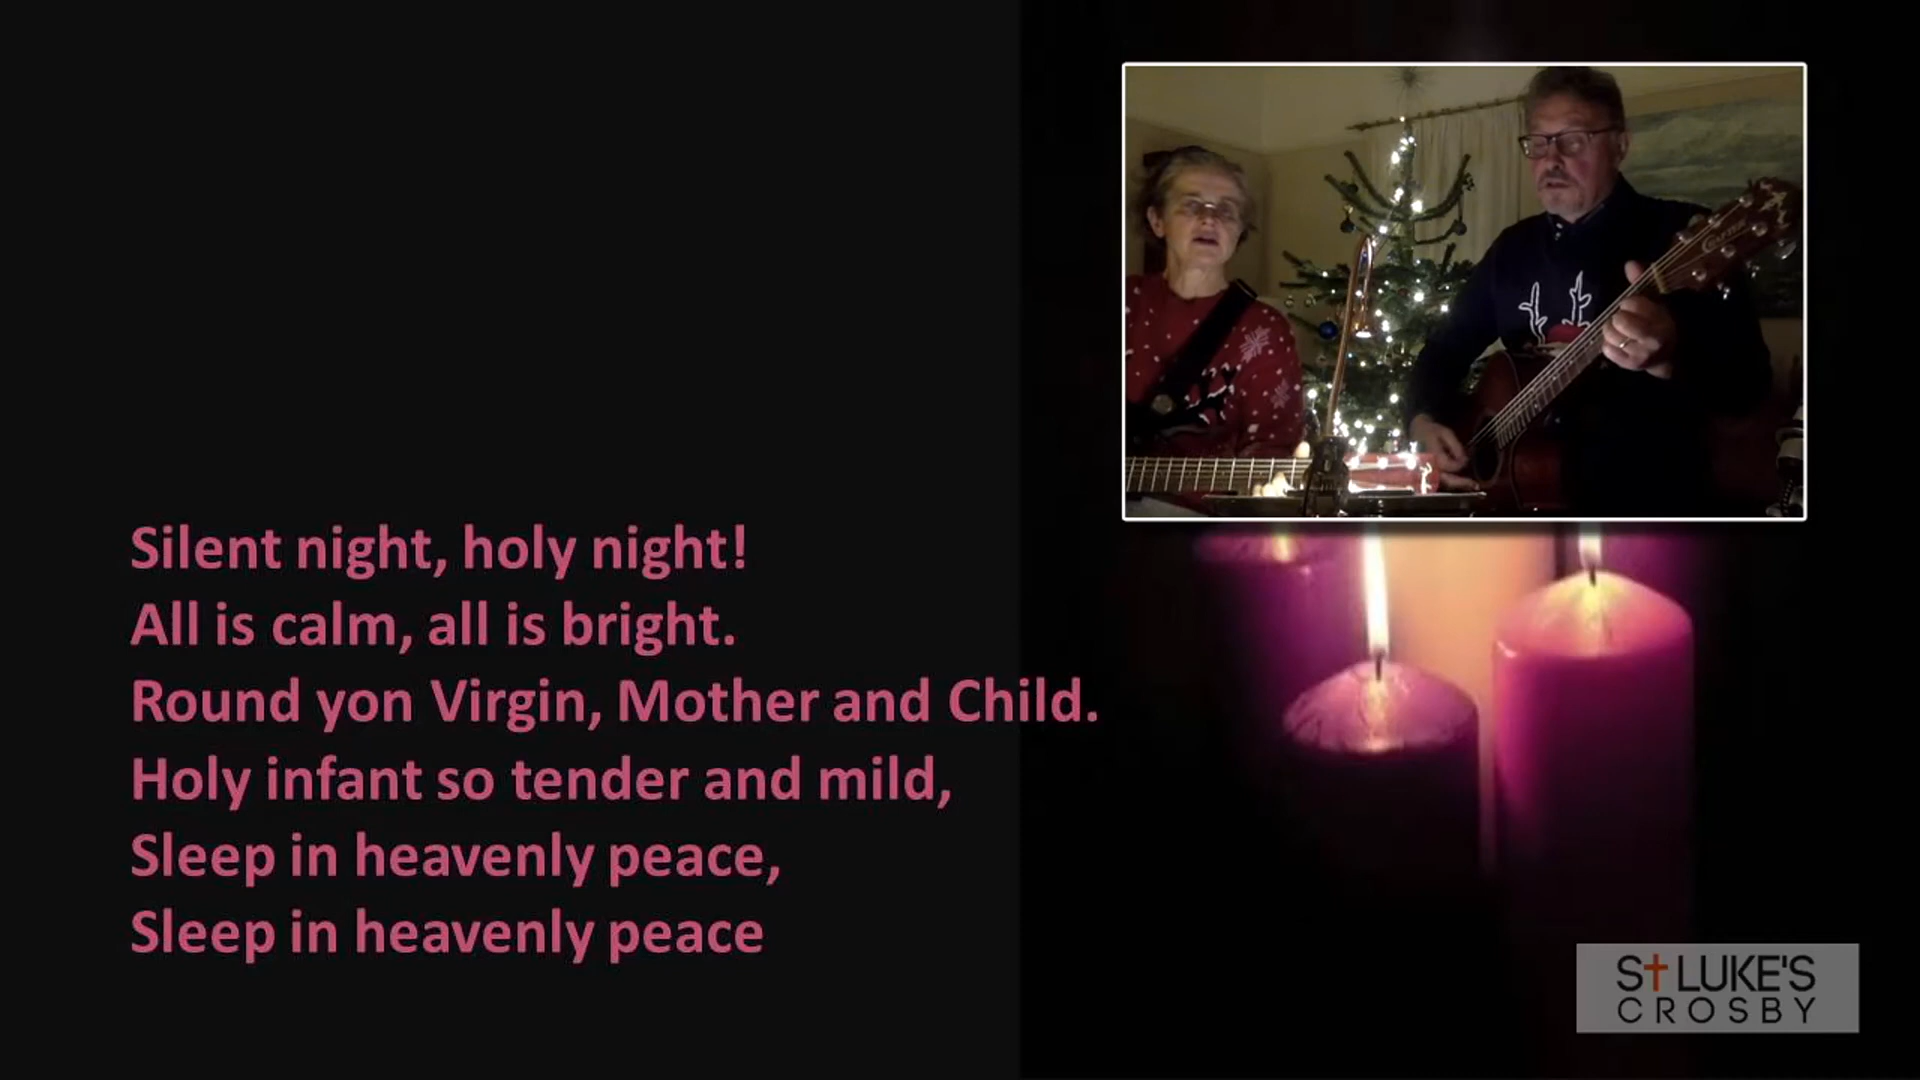 Silent night, holy night!
All is calm, all is bright.
Round yon Virgin, Mother and Child.
Holy infant so tender and mild,
Sleep in heavenly peace,
Sleep in heavenly peace
ST LUKE'S
CROSBY